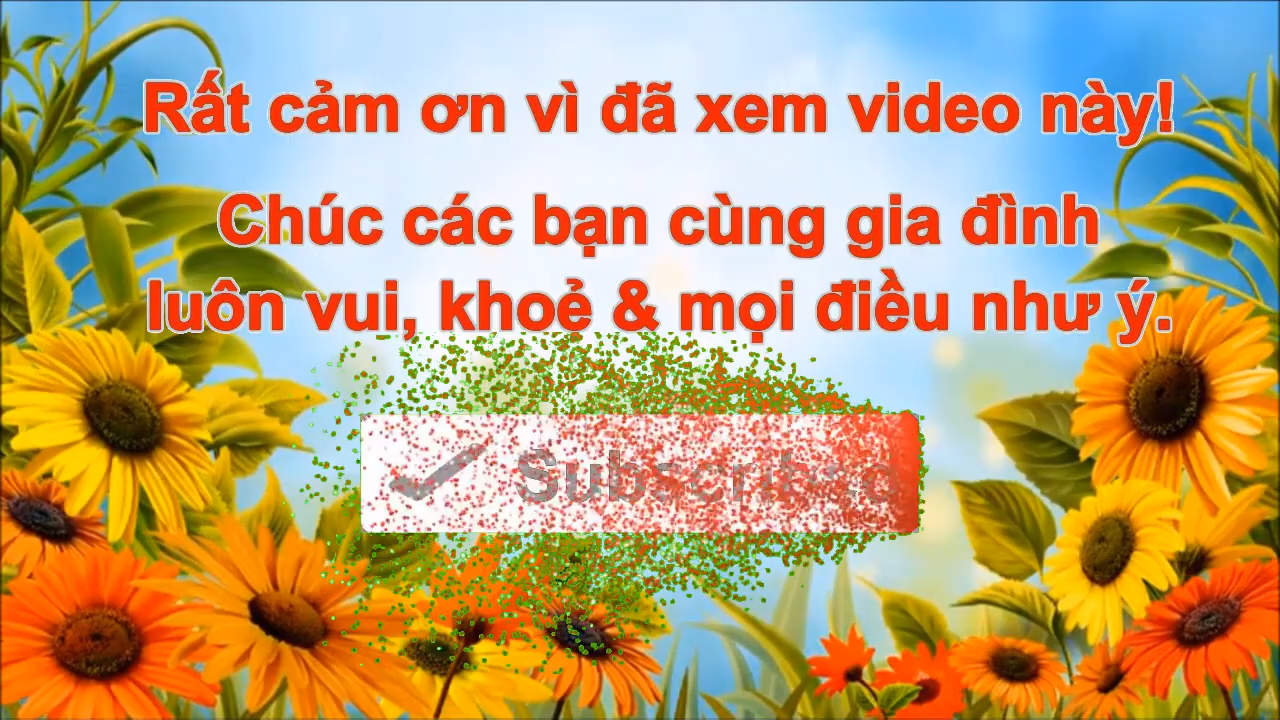 Rất cảm ơn vì đã xem video này!
Chúc các bạn cùng gia đình
luôn vui, khoẻ & mọi điều như ý.
Subscribed